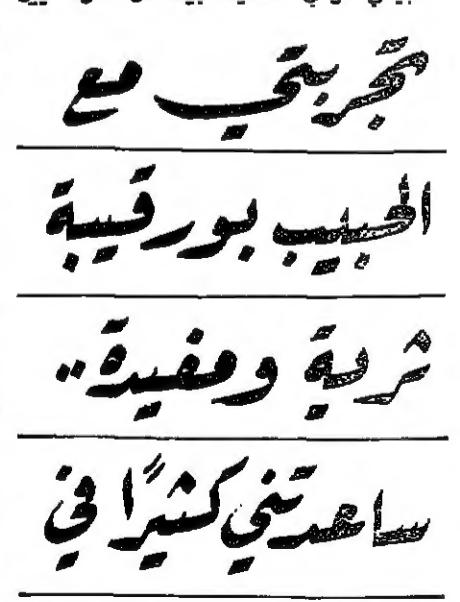 تجربتي مع
الحبيب بورقيبة
ثرية ومفيدة..
ساعدتني كثيرًا في